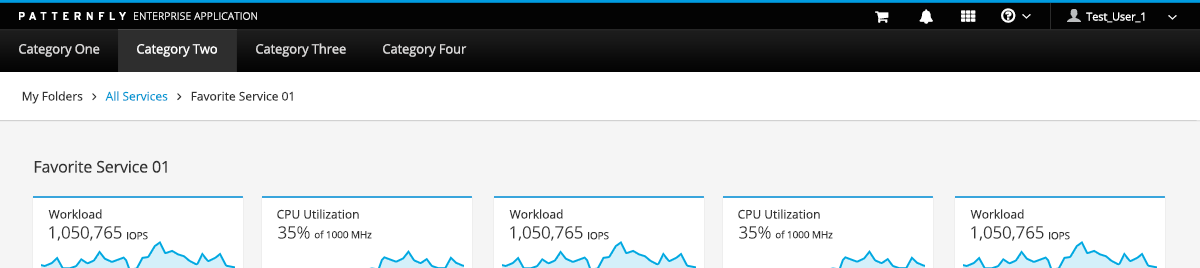 PATTERNFLY ENTERPRISE APPLICATION
Test_User_1
Category One Category Two Category Three Category Four
My Folders > All Services > Favorite Service 01
Favorite Service 01
Workload CPU Utilization Workload CPU Utilization Workload
1,050,765 IOPS 35% of 1000 MHz 1,050,765 IOPS 35% of 1000 MHz 1,050,765 IOPS